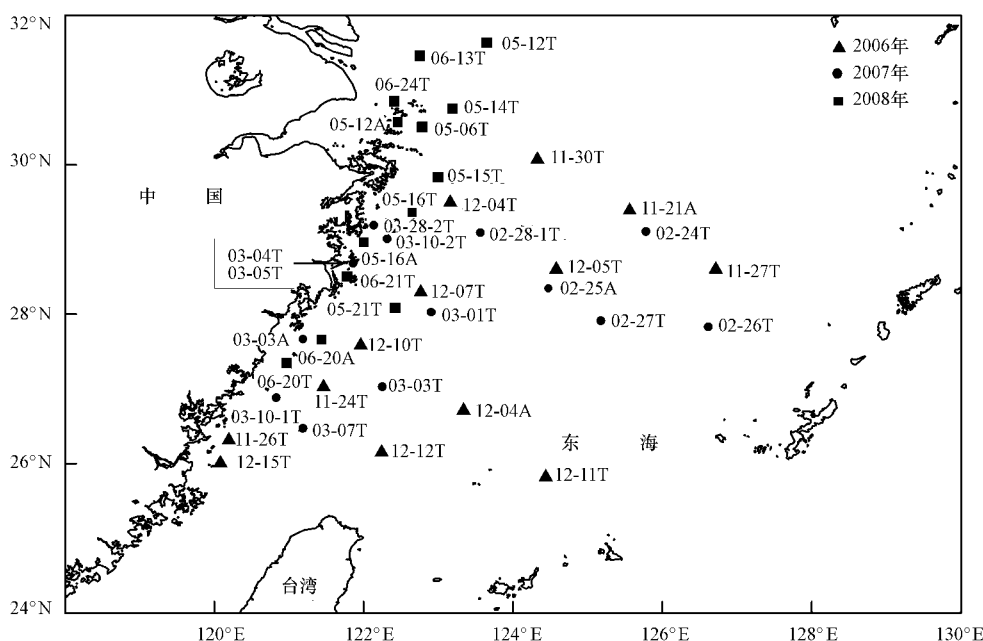 32°N
05-12T
06-13T
2006年
2007年
2008年
06-24T
05-14T
05-12A
05-06T
30°N
11-30T
05-15T
中 国
05-16T
12-04T
11-21A
03-28-2T
02-28-1T
02-24T
03-10-2T
03-04T
03-05T
05-16A
12-05T
11-27T
06-21T
12-07T
02-25A
05-21T
28°N
03-01T
02-27T
02-26T
03-03A
12-10T
06-20A
06-20T
03-03T
11-24T
03-10-1T
12-04A
03-07T
11-26T
东 海
26°N
12-15T
12-12T
12-11T
台湾
24°N
120°E
122°E
124°E
126°E
128°E
130°E